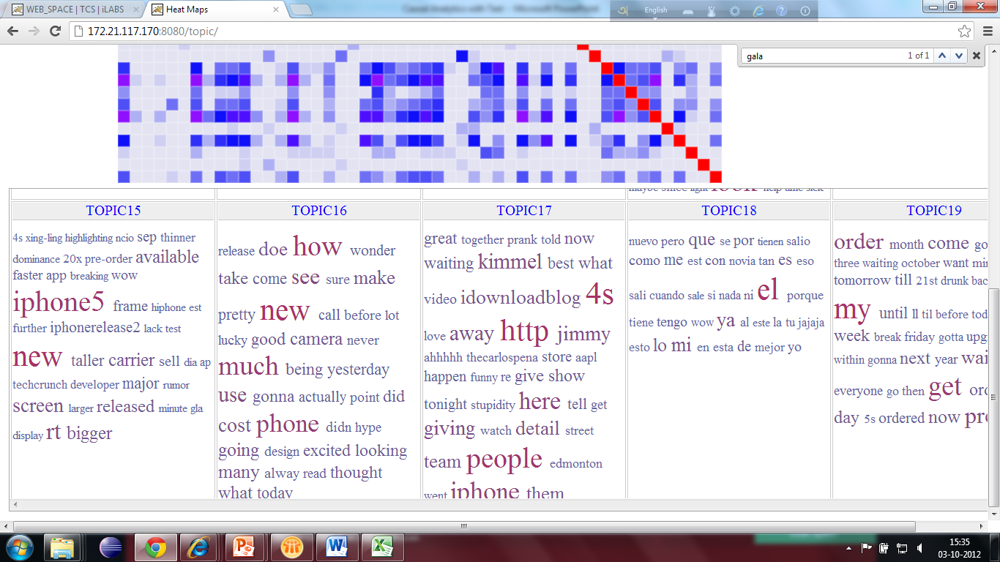 WEB_SPACE | TCS | iLABS
Heat Maps
English
172.21.117.170:8080/topic/
gala
1 of 1
TOPIC15
4s xing-ling highlighting ncio sep thinner
dominance 20x pre-order available
faster app breaking wow
iphone5 frame hiphone est
further iphonerelease2 lack test
new taller carrier sell dia ap
techcrunch developer major rumor
screen larger released minute gla
display rt bigger
TOPIC16
release doe how wonder
take come see sure make
pretty new call before lot
lucky good camera never
much being yesterday
use gonna actually point did
cost phone didn hype
going design excited looking
many alway read thought
what today
TOPIC17
great together prank told now
waiting kimmel best what
video idownloadblog 4s
love away http jimmy
ahhhhh thecarlospena store aapl
happen funny re give show
tonight stupidity here tell get
giving watch detail street
team people edmonton
went iphone them
TOPIC18
nuevo pero que se por tienen salio
como me est con novia tan es eso
sali cuando sale si nada ni el porque
tiene tengo wow ya al este la tu jajaja
esto lo mi en esta de mejor yo
TOPIC19
order month come go
three waiting october want
tomorrow till 21st drunk
my until ll til before
week break friday gotta
within gonna next year
everyone go then get
day 5s ordered now
15:35
03-10-2012